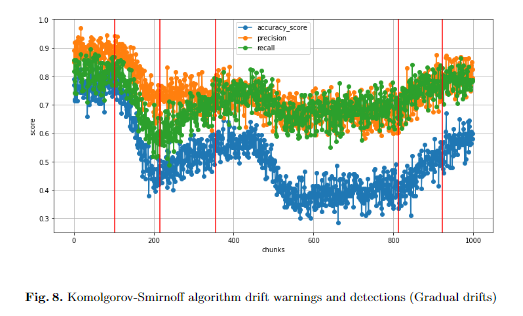 1.0
0.9
0.8
0.7
0.6
0.5
0.4
0.3
score
accuracy_score
precision
recall
0 200 400 600 800 1000
chunks
Fig. 8. Komolgorov-Smirnoff algorithm drift warnings and detections (Gradual drifts)